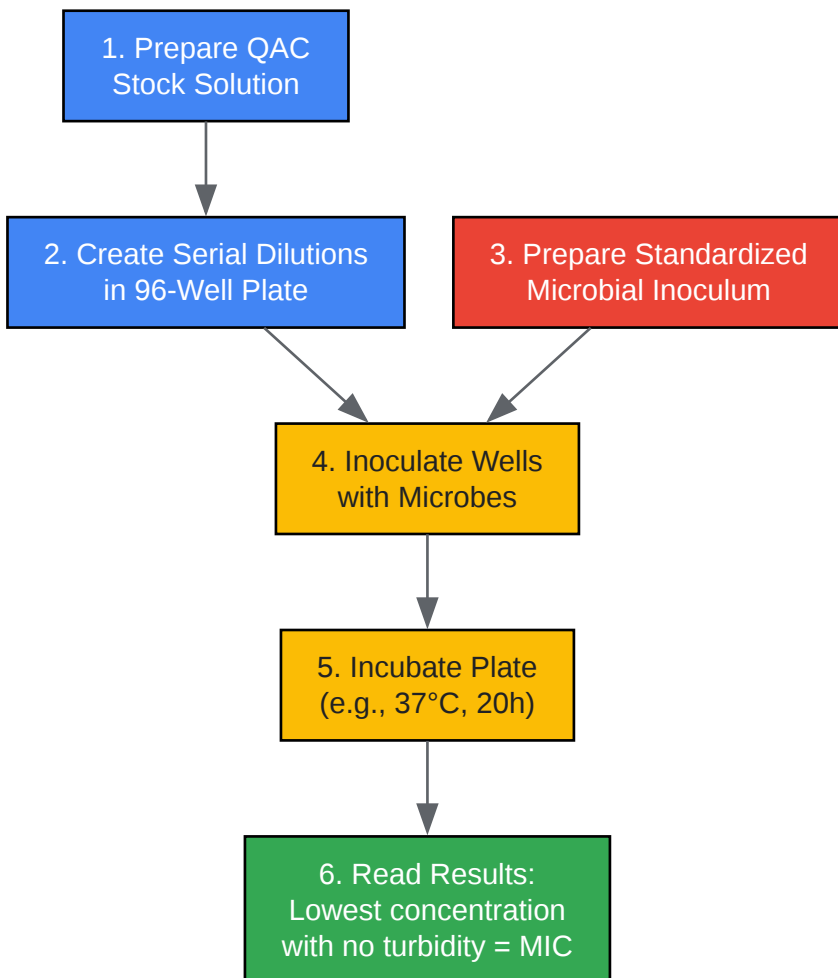 1. Prepare QAC
Stock Solution
2. Create Serial Dilutions
in 96-Well Plate
3. Prepare Standardized
Microbial Inoculum
4. Inoculate Wells
with Microbes
5. Incubate Plate
(e.g., 37°C, 20h)
6. Read Results:
Lowest concentration
with no turbidity = MIC